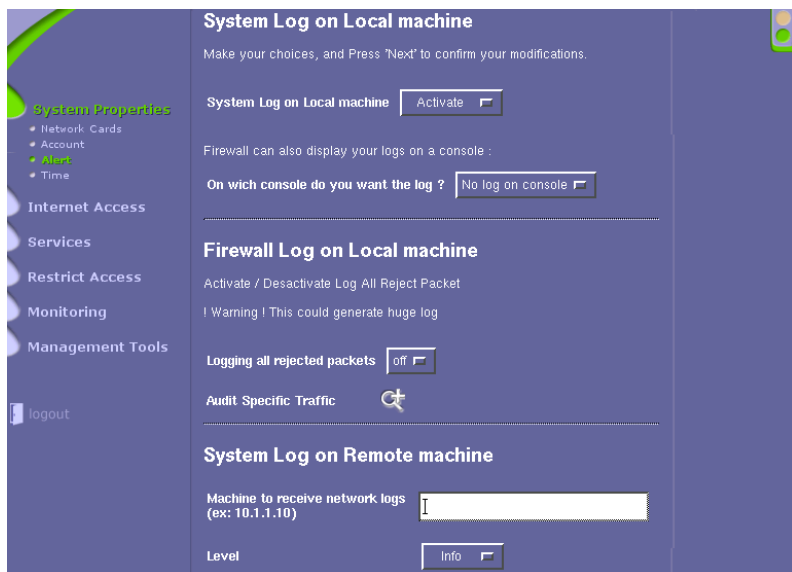 System Properties
Network Cards
Account
Alert
Time
Internet Access
Services
Restrict Access
Monitoring
Management Tools
logout
System Log on Local machine
Make your choices, and Press 'Next' to confirm your modifications.
System Log on Local machine Activate
Firewall can also display your logs on a console :
On wich console do you want the log ? No log on console
Firewall Log on Local machine
Activate / Desactivate Log All Reject Packet
! Warning ! This could generate huge log
Logging all rejected packets off
Audit Specific Traffic
System Log on Remote machine
Machine to receive network logs
(ex: 10.1.1.10)
Level Info